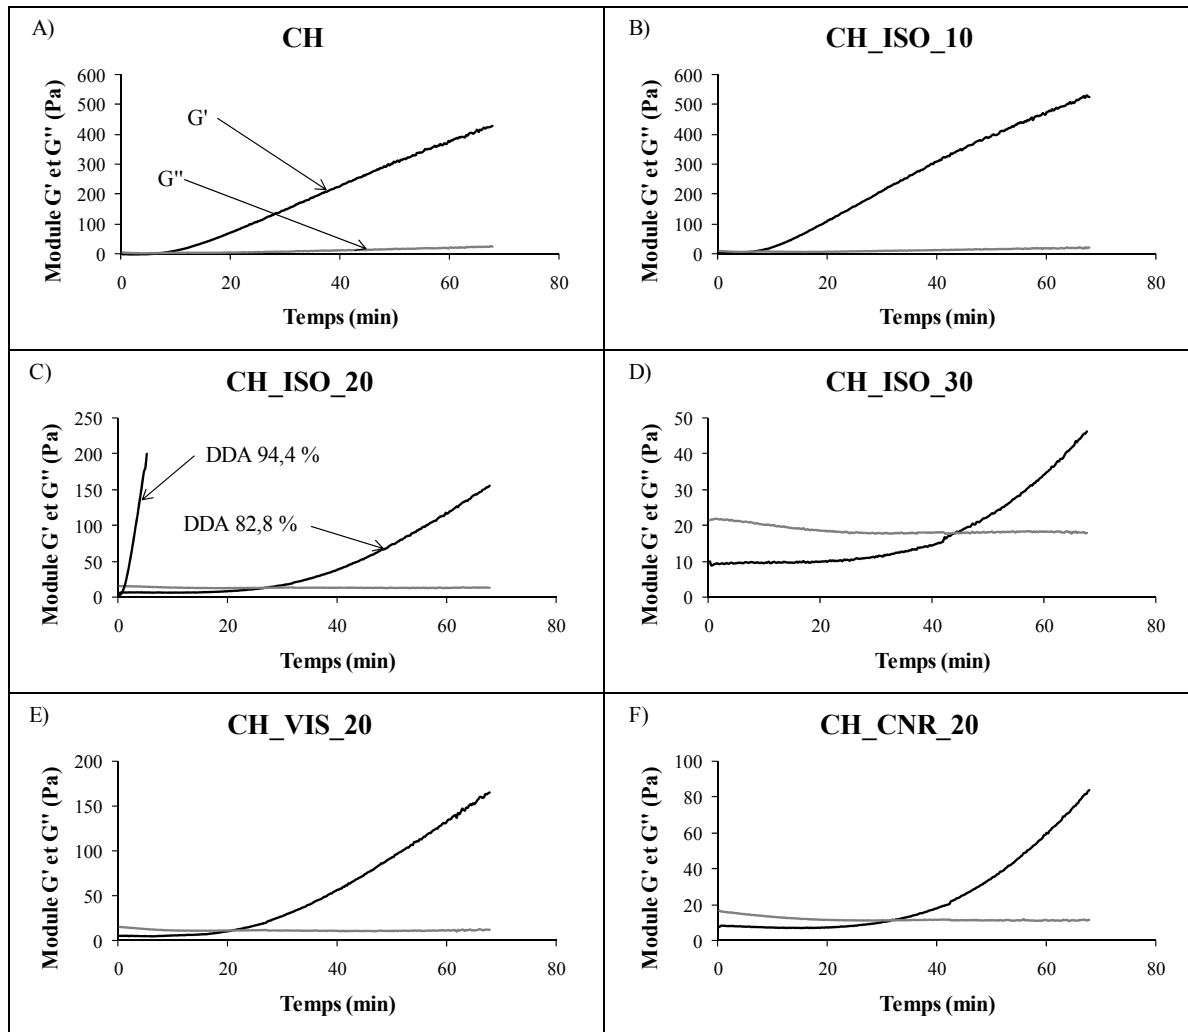 A)
CH
Module G' et G'' (Pa)
600
500
400
300
200
100
0
G'
G''
0 20 40 60 80
Temps (min)
B)
CH_ISO_10
Module G' et G'' (Pa)
600
500
400
300
200
100
0
0 20 40 60 80
Temps (min)
C)
CH_ISO_20
Module G' et G'' (Pa)
250
200
150
100
50
0
DDA 94,4 %
DDA 82,8 %
0 20 40 60 80
Temps (min)
D)
CH_ISO_30
Module G' et G'' (Pa)
50
40
30
20
10
0
0 20 40 60 80
Temps (min)
E)
CH_VIS_20
Module G' et G'' (Pa)
200
150
100
50
0
0 20 40 60 80
Temps (min)
F)
CH_CNR_20
Module G' et G'' (Pa)
100
80
60
40
20
0
0 20 40 60 80
Temps (min)